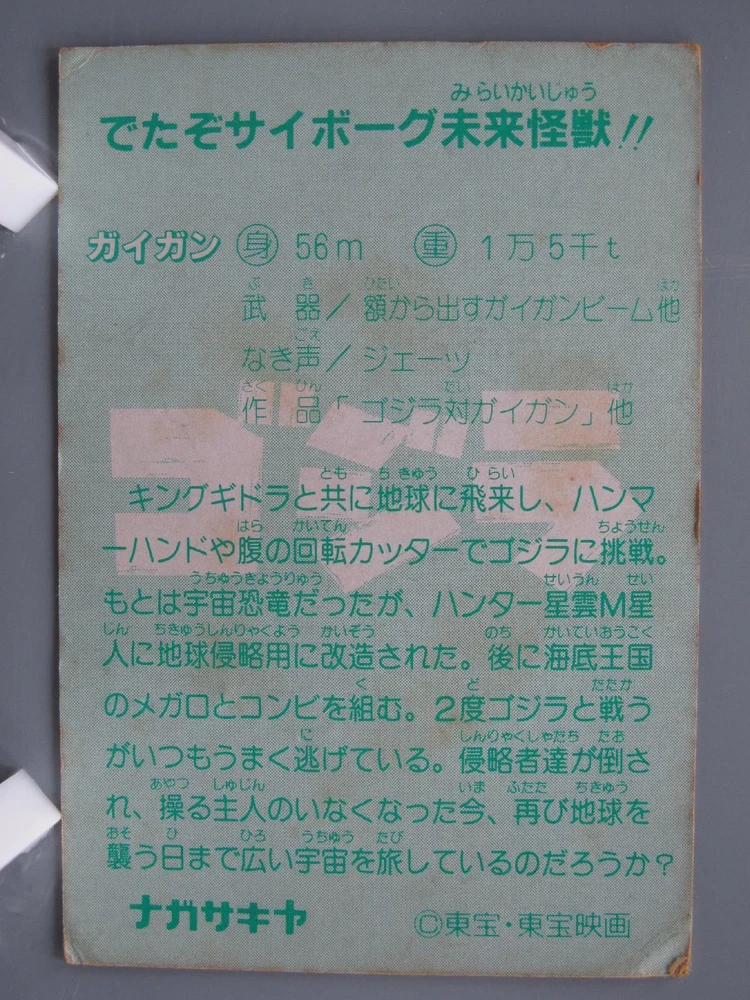 みらいかいじゅう
でたぞサイボーグ未来怪獣!!
ガイガン ㊗身 56m 重 1万5千t
ぶ き ひたい ほか
武 器/額から出すガイガンビーム他
ごえ
なき声/ジェーッ
さく ひん たい ほか
作 品「ゴジラ対ガイガン」他
ゴジラ
とも ちきゅう ひらい
キングギドラと共に地球に飛来し、ハンマ
はら かいてん ちょうせん
ーハンドや腹の回転カッターでゴジラに挑戦。
うちゅうきょうりゅう せいうん せい
もとは宇宙恐竜だったが、ハンター星雲M星
じん ちきゅうしんりゃくよう かいぞう のち かいていおうこく
人に地球侵略用に改造された。後に海底王国
く ど たたか
のメガロとコンビを組む。2度ゴジラと戦う
に しんりゃくしゃたち たお
がいつもうまく逃げている。侵略者達が倒さ
あやつ しゅじん いま ふたた ちきゅう
れ、操る主人のいなくなった今、再び地球を
おそ ひ ひろ うちゅう たび
襲う日まで広い宇宙を旅しているのだろうか?
ナガサキヤ ©東宝・東宝映画